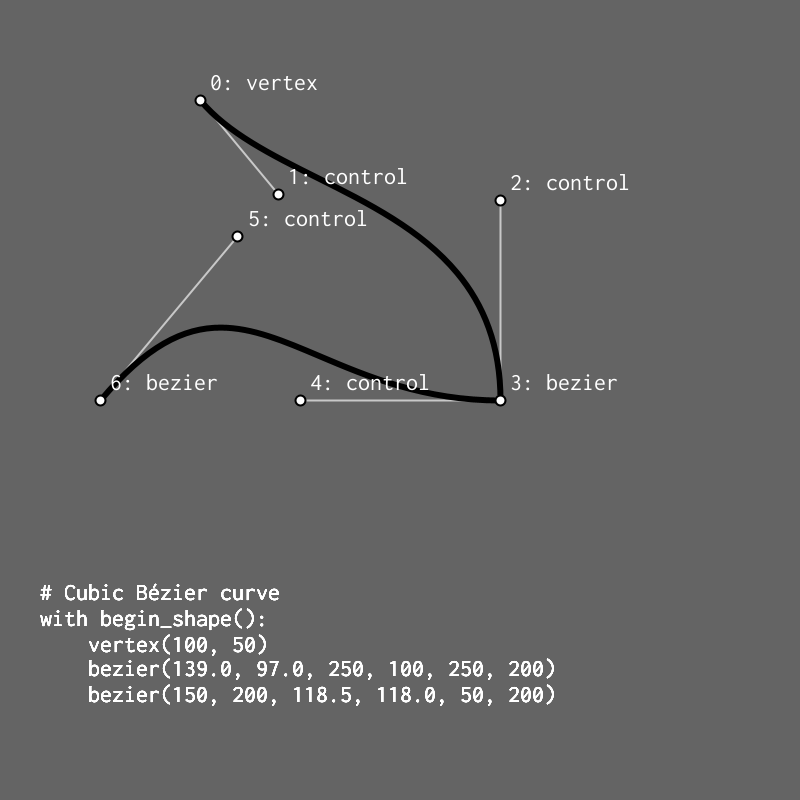 0: vertex
1: control
2: control
5: control
6: bezier
4: control
3: bezier
# Cubic Bézier curve
with begin_shape():
    vertex(100, 50)
    bezier(139.0, 97.0, 250, 100, 250, 200)
    bezier(150, 200, 118.5, 118.0, 50, 200)